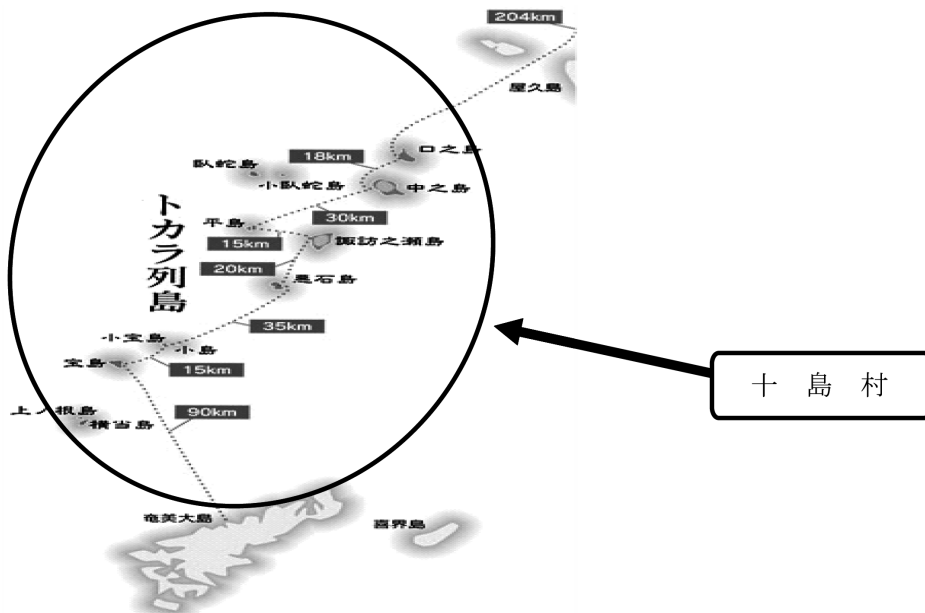 204km
屋久島
口之島
18km
臥蛇島
小臥蛇島
中之島
トカラ列島
平島
30km
15km
諏訪之瀬島
20km
悪石島
35km
小宝島
小島
宝島
15km
十島村
上ノ根島
横当島
90km
奄美大島
喜界島